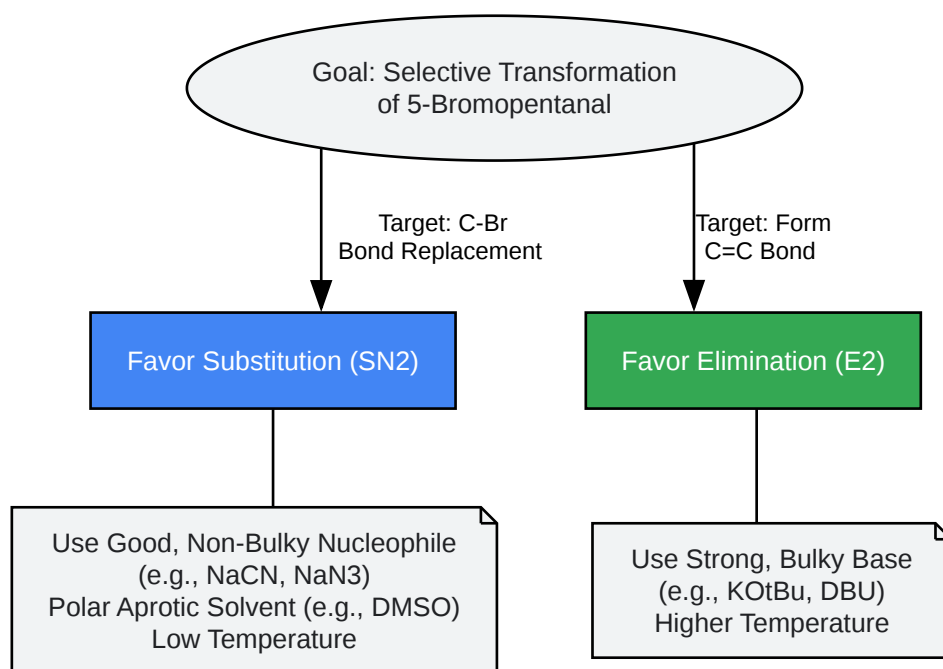 Goal: Selective Transformation
of 5-Bromopentanal
Target: C-Br
Bond Replacement
Target: Form
C=C Bond
Favor Substitution (SN2)
Favor Elimination (E2)
Use Good, Non-Bulky Nucleophile
(e.g., NaCN, NaN3)
Polar Aprotic Solvent (e.g., DMSO)
Low Temperature
Use Strong, Bulky Base
(e.g., KOtBu, DBU)
Higher Temperature